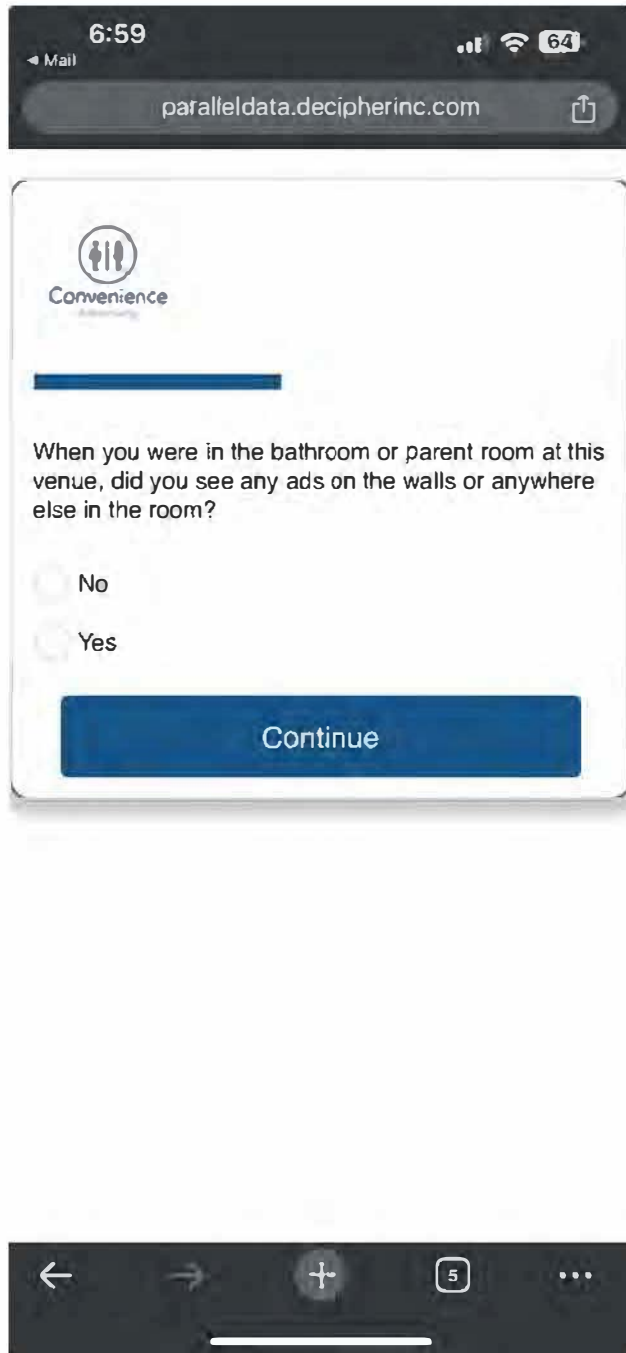 6:59
◄ Mail
64
paralleldata.decipherinc.com
Convenience
Advertising
When you were in the bathroom or parent room at this
venue, did you see any ads on the walls or anywhere
else in the room?
No
Yes
Continue
5